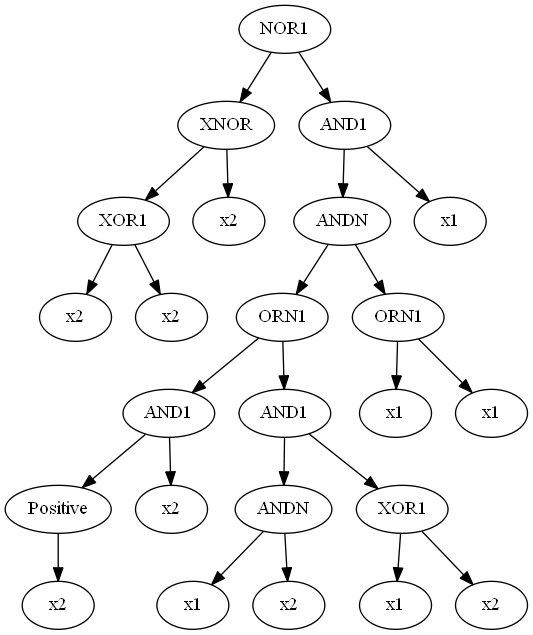 NOR1
XNOR AND1
XOR1 x2 ANDN x1
x2 x2 ORN1 ORN1
AND1 AND1 x1 x1
Positive x2 ANDN XOR1
x2 x1 x2 x1 x2